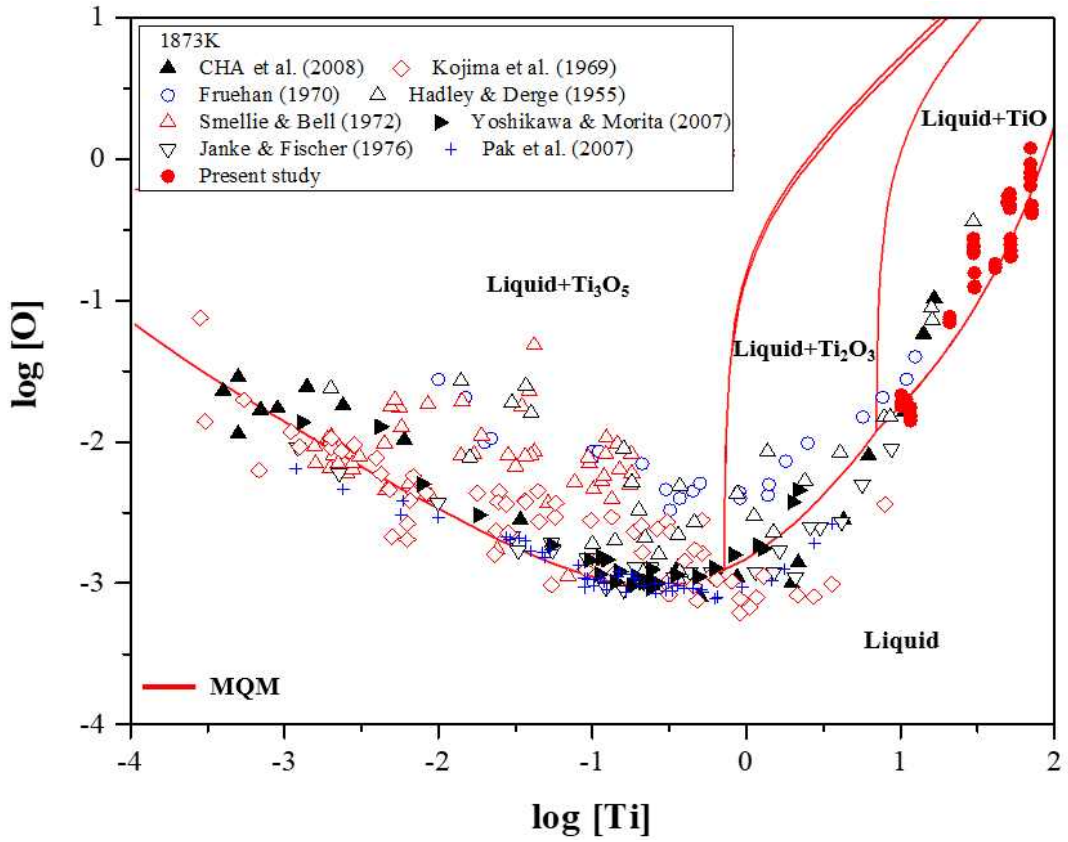 1
0
-1
-2
-3
-4
log [O]
1873K
CHA et al. (2008) Kojima et al. (1969)
Fruehan (1970) Hadley & Derge (1955)
Smellie & Bell (1972) Yoshikawa & Morita (2007)
Janke & Fischer (1976) Pak et al. (2007)
Present study
Liquid+TiO
Liquid+Ti₃O₅
Liquid+Ti₂O₃
Liquid
MQM
-4 -3 -2 -1 0 1 2
log [Ti]